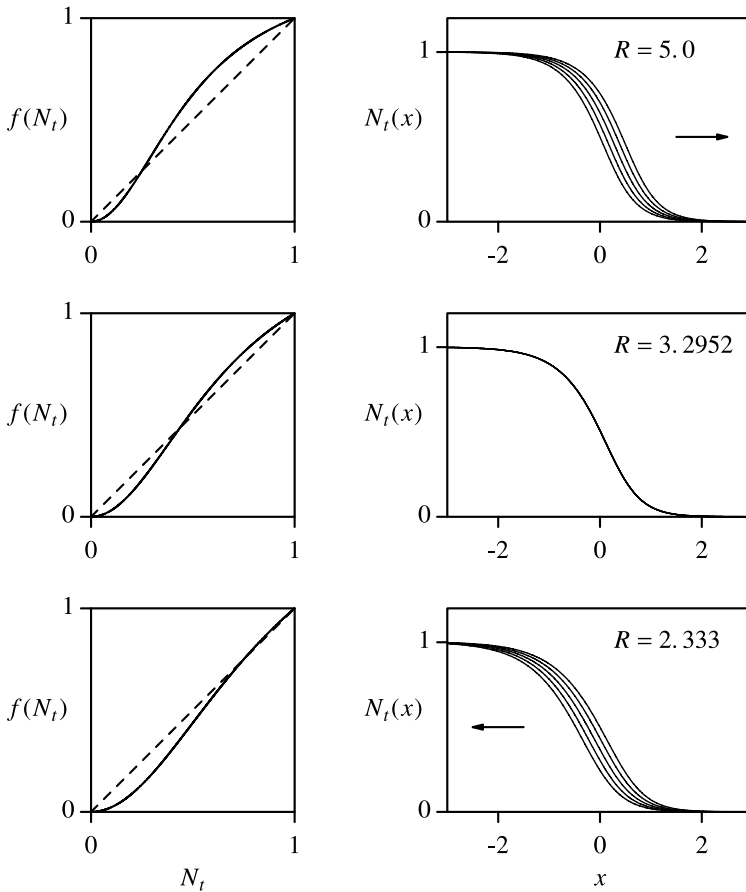 1
f(N_t)
0
0 1
1
R = 5.0
N_t(x)
0
-2 0 2
1
f(N_t)
0
0 1
1
R = 3.2952
N_t(x)
0
-2 0 2
1
f(N_t)
0
0 1
N_t
1
R = 2.333
N_t(x)
0
-2 0 2
x